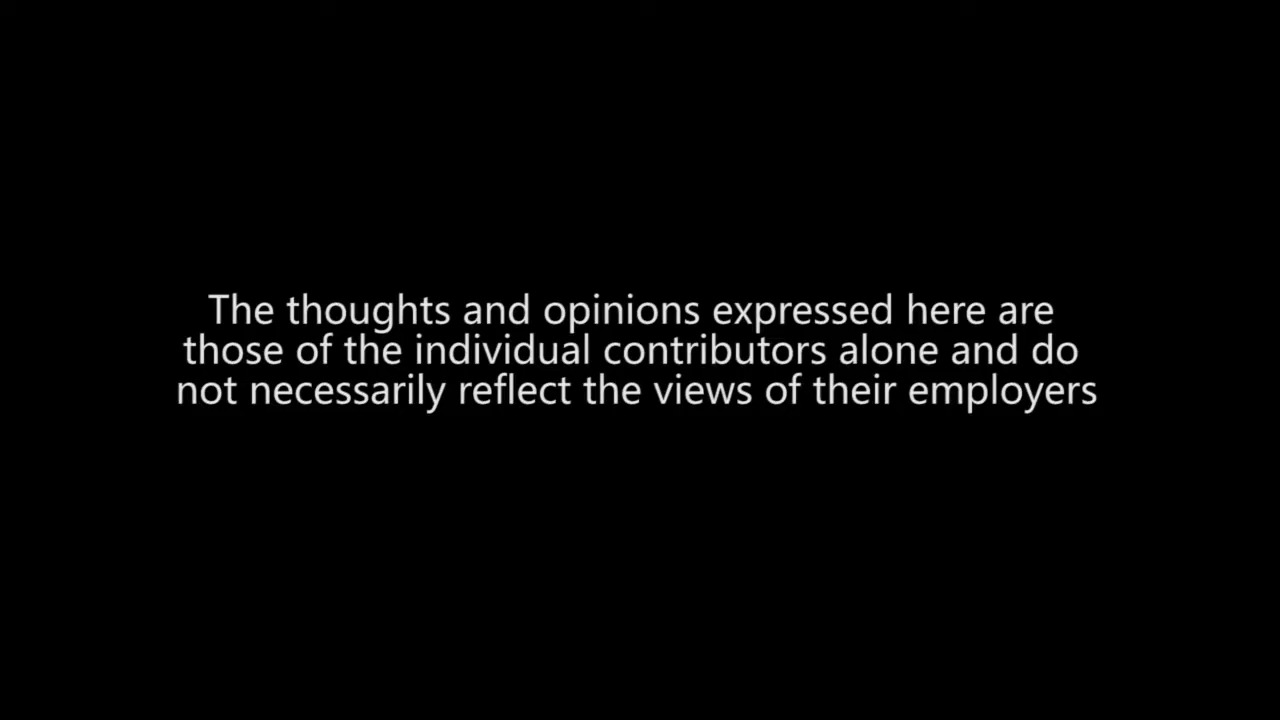 The thoughts and opinions expressed here are
those of the individual contributors alone and do
not necessarily reflect the views of their employers